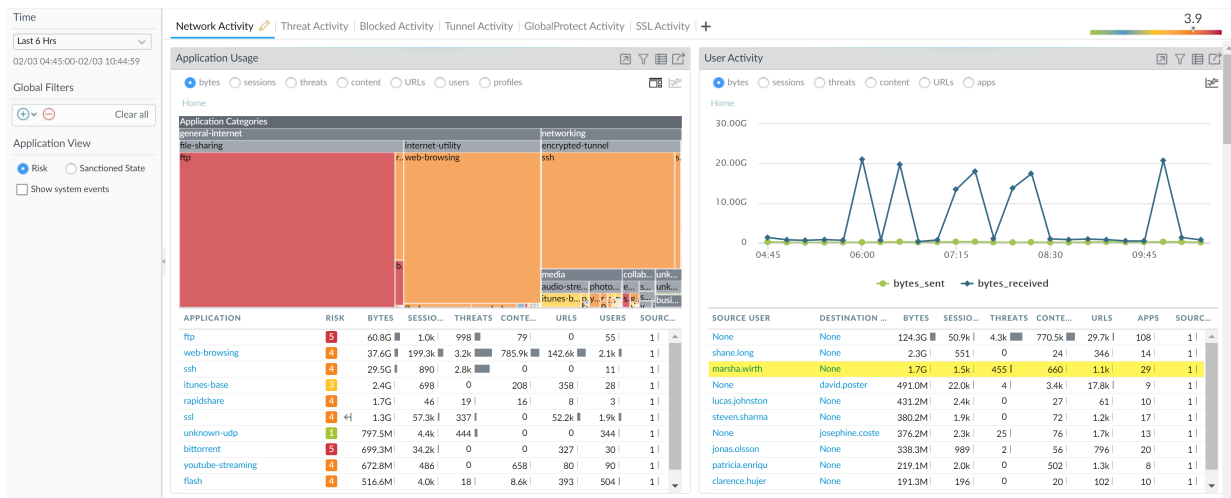 Time
Last 6 Hrs
02/03 04:45:00-02/03 10:44:59
Global Filters
Clear all
Application View
Risk Sanctioned State
Show system events
Network Activity Threat Activity Blocked Activity Tunnel Activity GlobalProtect Activity SSL Activity +
3.9
Application Usage
bytes sessions threats content URLs users profiles
Home
Application Categories
general-internet networking
file-sharing internet-utility encrypted-tunnel
ftp r... web-browsing ssh s.
b.
media collab... unk...
audio-stre... photo... e... s... unk...
itunes-b... y... busi...
APPLICATION RISK BYTES SESSIO... THREATS CONTE... URLS USERS SOURC...
ftp 5 60.8G 1.0k 998 79 0 55 1
web-browsing 4 37.6G 199.3k 3.2k 785.9k 142.6k 2.1k 1
ssh 4 29.5G 890 2.8k 0 0 11 1
itunes-base 3 2.4G 698 0 208 358 28 1
rapidshare 4 1.7G 46 19 16 8 3 1
ssl 4 1.3G 57.3k 337 0 52.2k 1.9k 1
unknown-udp 1 797.5M 4.4k 444 0 0 344 1
bittorrent 5 699.3M 34.2k 0 0 327 30 1
youtube-streaming 4 672.8M 486 0 658 80 90 1
flash 4 516.6M 4.0k 18 8.6k 393 504 1
User Activity
bytes sessions threats content URLs apps
Home
30.00G
20.00G
10.00G
0
04:45 06:00 07:15 08:30 09:45
bytes_sent bytes_received
SOURCE USER DESTINATION ... BYTES SESSIO... THREATS CONTE... URLS APPS SOURC...
None None 124.3G 50.9k 4.3k 770.5k 29.7k 108 1
shane.long None 2.3G 551 0 24 346 14 1
marsha.wirth None 1.7G 1.5k 455 660 1.1k 29 1
None david.poster 491.0M 22.0k 4 3.4k 17.8k 9 1
lucas.johnston None 431.2M 2.4k 0 27 61 10 1
steven.sharma None 380.2M 1.9k 0 72 1.2k 17 1
None josephine.coste 376.2M 2.3k 25 76 1.7k 13 1
jonas.olsson None 338.3M 989 2 56 796 20 1
patricia.enriqu None 219.1M 2.0k 0 502 1.3k 8 1
clarence.hujer None 191.3M 196 0 20 102 10 1